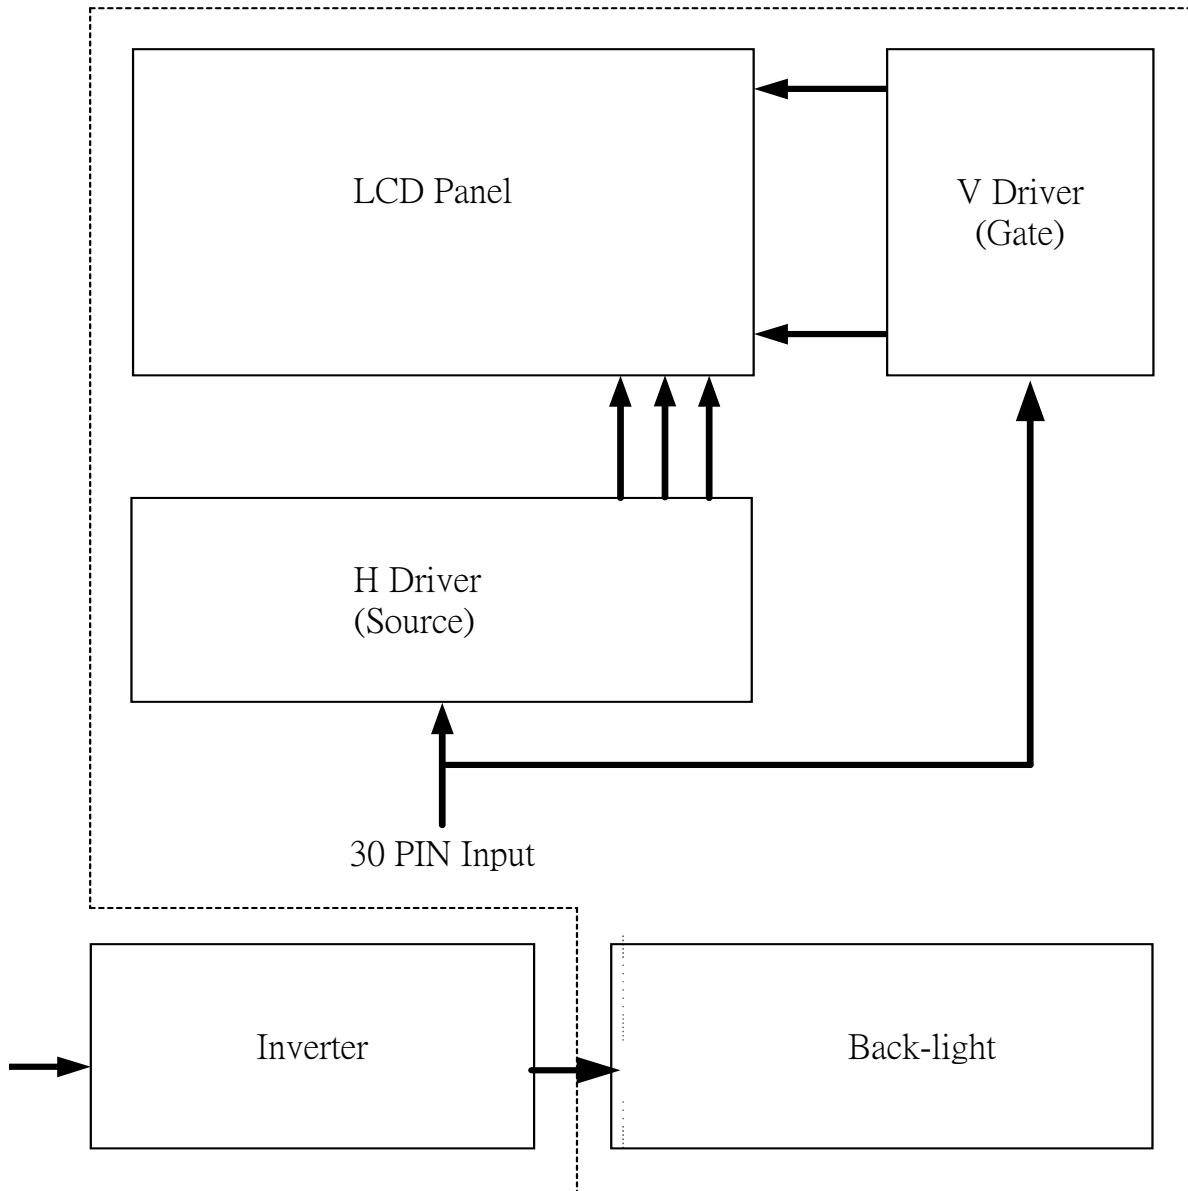 LCD Panel
V Driver
(Gate)
H Driver
(Source)
30 PIN Input
Inverter
Back-light